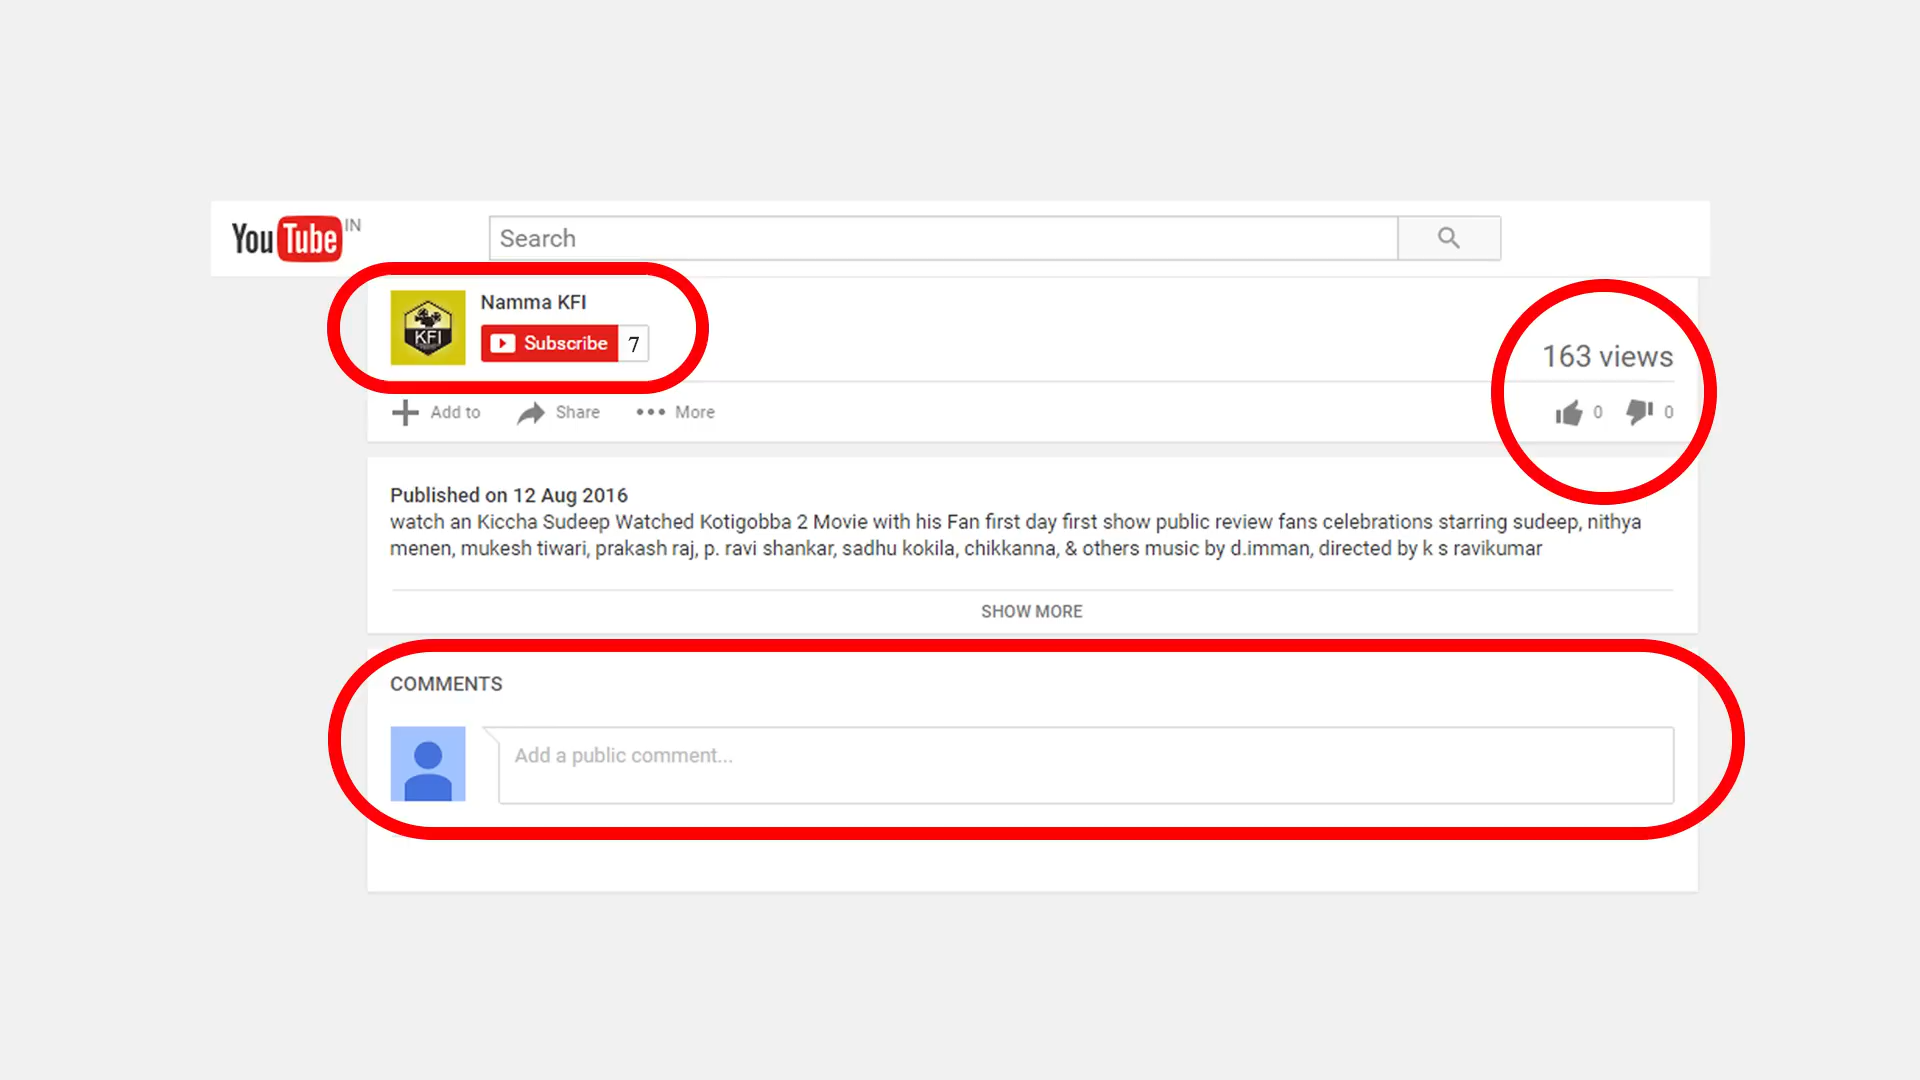 YouTube IN
Search
Namma KFI
KFI
Subscribe 7
163 views
Add to Share More 0 0
Published on 12 Aug 2016
watch an Kiccha Sudeep Watched Kotigobba 2 Movie with his Fan first day first show public review fans celebrations starring sudeep, nithya
menen, mukesh tiwari, prakash raj, p. ravi shankar, sadhu kokila, chikkanna, & others music by d.imman, directed by k s ravikumar
SHOW MORE
COMMENTS
Add a public comment...